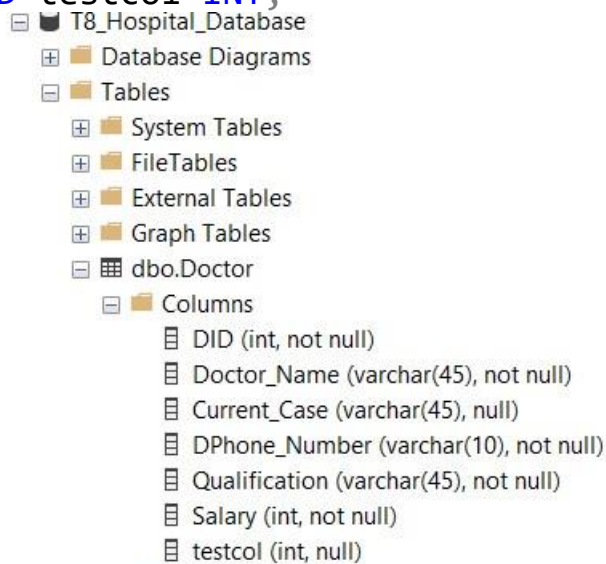 D testcol INT;
T8_Hospital_Database
Database Diagrams
Tables
System Tables
FileTables
External Tables
Graph Tables
dbo.Doctor
Columns
DID (int, not null)
Doctor_Name (varchar(45), not null)
Current_Case (varchar(45), null)
DPhone_Number (varchar(10), not null)
Qualification (varchar(45), not null)
Salary (int, not null)
testcol (int, null)